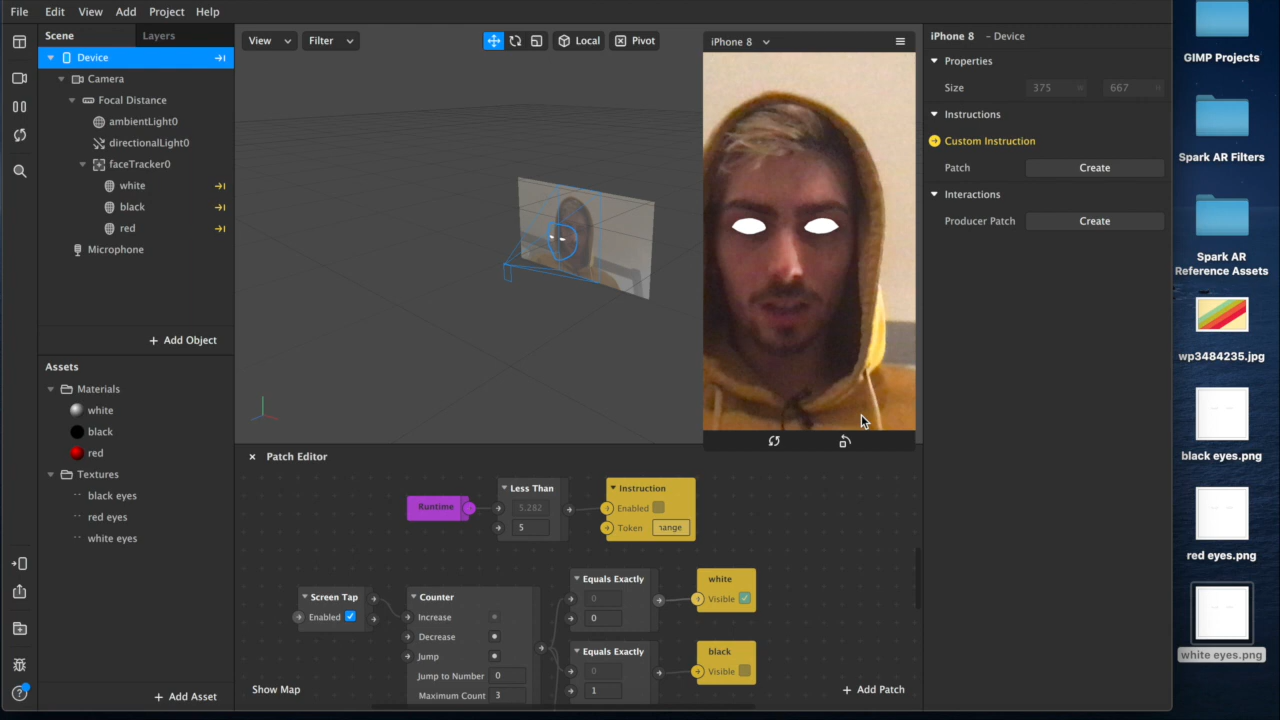 File Edit View Add Project Help
Scene Layers
Device
Camera
Focal Distance
ambientLight0
directionalLight0
faceTracker0
white
black
red
Microphone
+ Add Object
Assets
Materials
white
black
red
Textures
black eyes
red eyes
white eyes
+ Add Asset
View Filter Local Pivot
iPhone 8
Patch Editor
Runtime
Less Than
5.282
5
Instruction
Enabled
Token hange
Screen Tap
Enabled
Counter
Increase
Decrease
Jump
Jump to Number 0
Maximum Count 3
Equals Exactly
0
0
white
Visible
Equals Exactly
0
1
black
Visible
Show Map
+ Add Patch
iPhone 8 - Device
Properties
Size 375 667
Instructions
Custom Instruction
Patch Create
Interactions
Producer Patch Create
GIMP Projects
Spark AR Filters
Spark AR
Reference Assets
wp3484235.jpg
black eyes.png
red eyes.png
white eyes.png